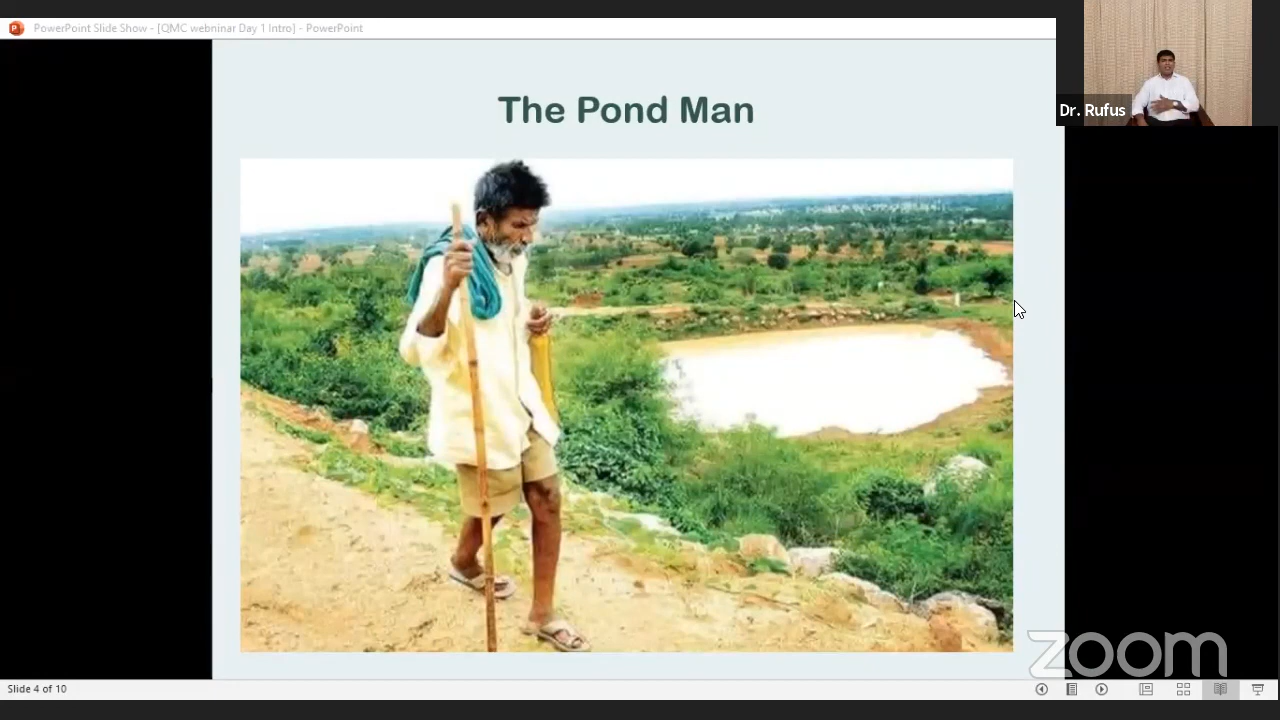 PowerPoint Slide Show - [QMC webninar Day 1 Intro] - PowerPoint
Dr. Rufus
The Pond Man
zoom
Slide 4 of 10